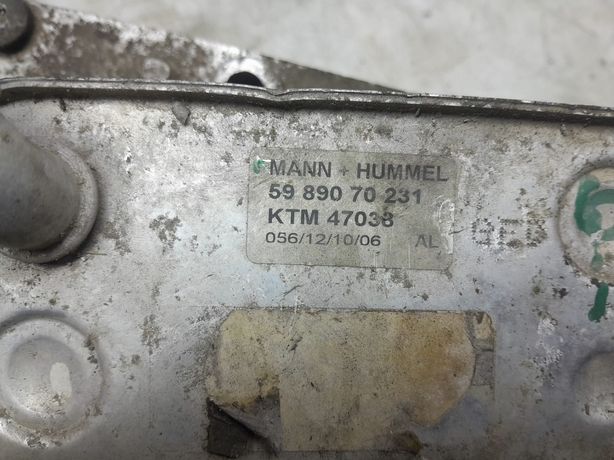 MANN + HUMMEL
59 890 70 231
KTM 47038
056/12/10/06 AL